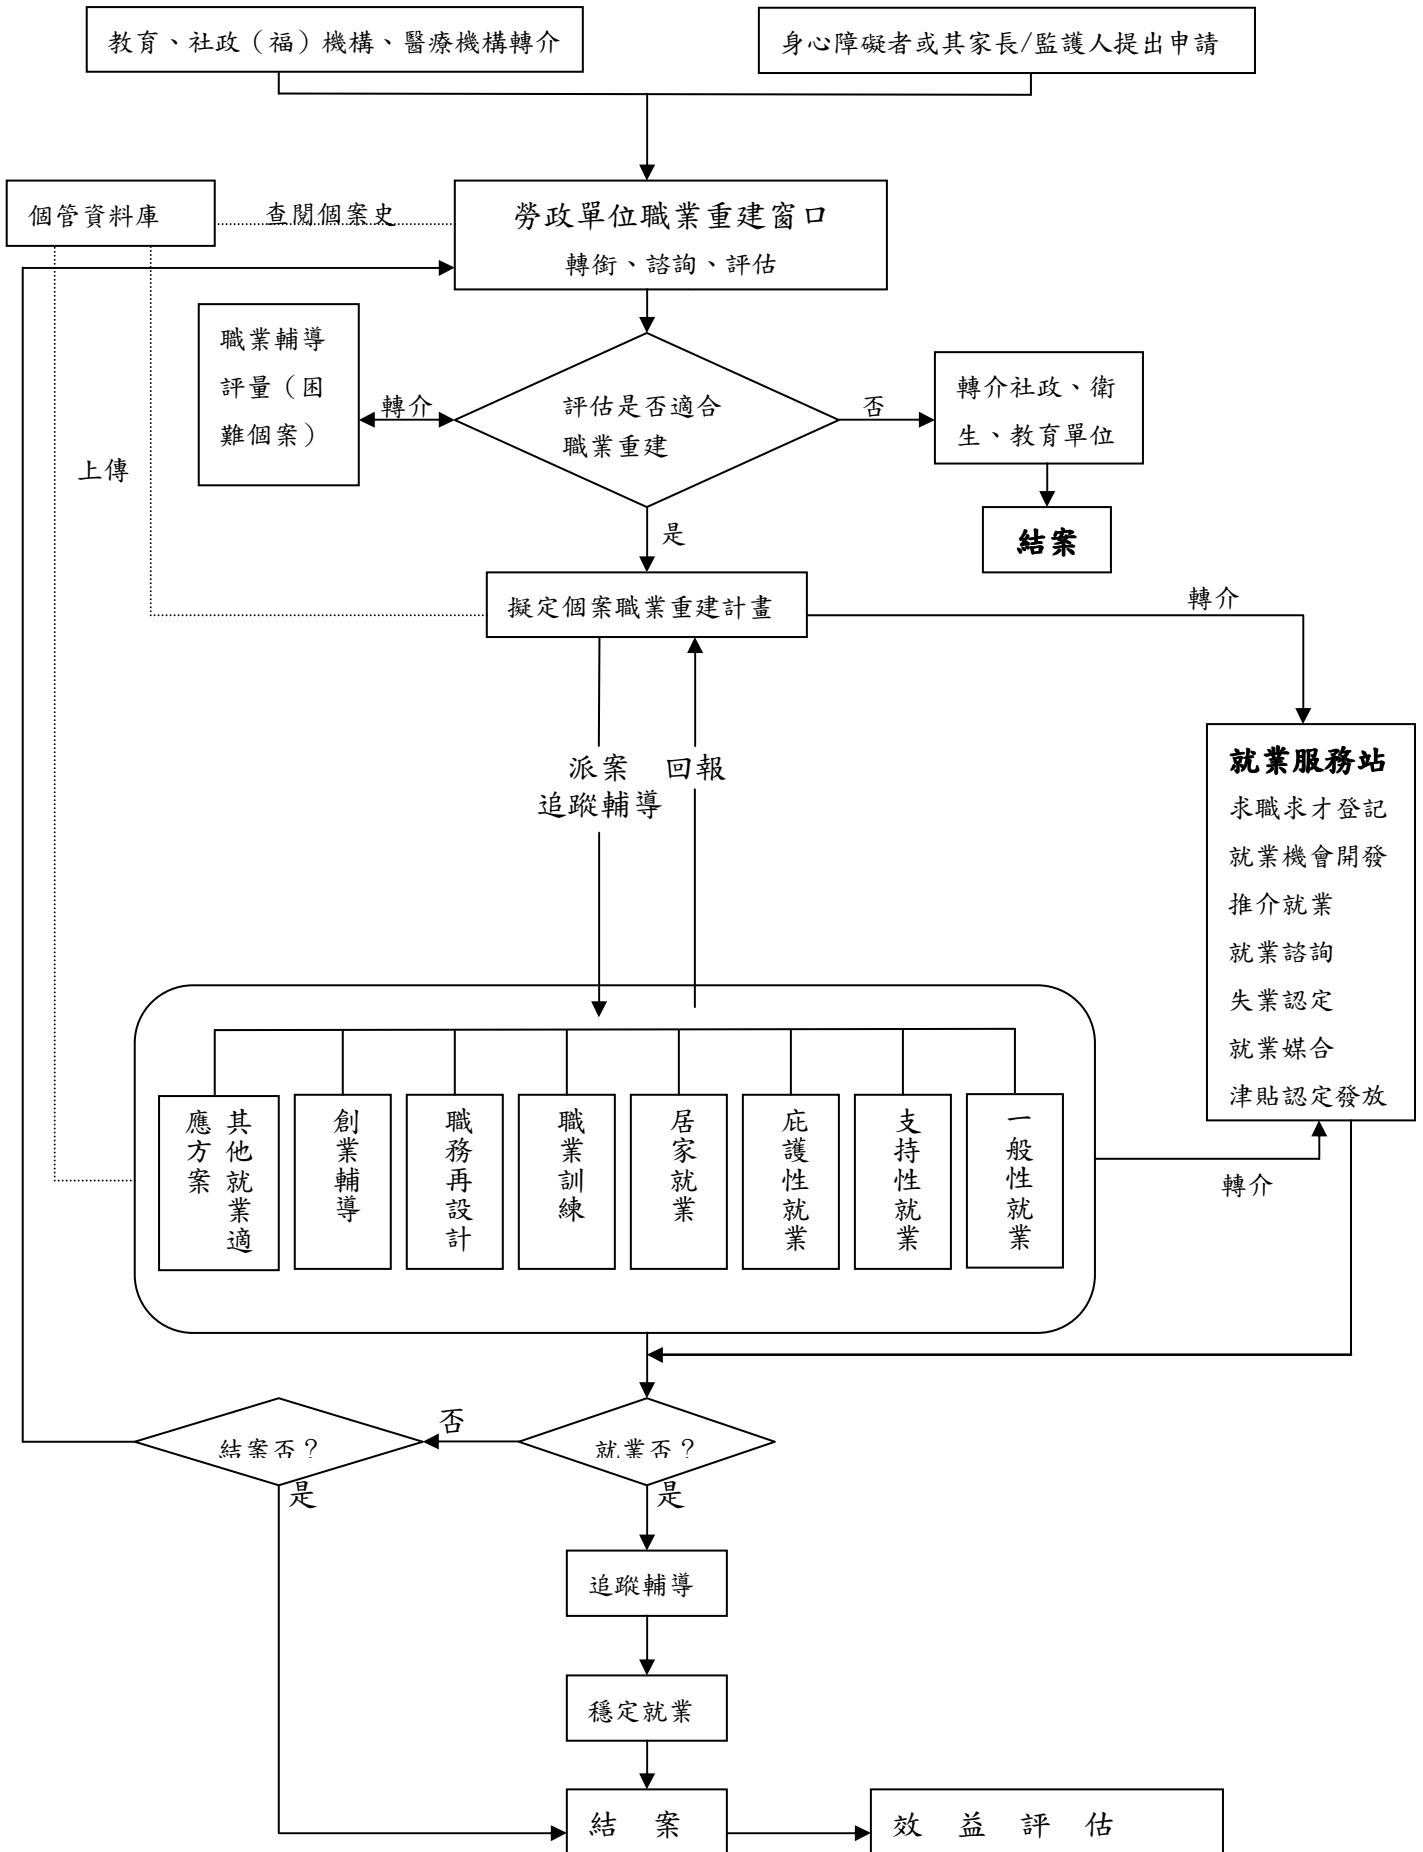 教育、社政（福）機構、醫療機構轉介
身心障礙者或其家長/監護人提出申請
個管資料庫
查閱個案史
勞政單位職業重建窗口
轉銜、諮詢、評估
職業輔導
評量（困
難個案）
轉介
評估是否適合
職業重建
否
轉介社政、衛
生、教育單位
上傳
是
結案
擬定個案職業重建計畫
轉介
派案
追蹤輔導
回報
就業服務站
求職求才登記
就業機會開發
推介就業
就業諮詢
失業認定
就業媒合
津貼認定發放
其他就業適
應方案
創業輔導
職務再設計
職業訓練
居家就業
庇護性就業
支持性就業
一般性就業
轉介
結案否？
否
就業否？
是
是
追蹤輔導
穩定就業
結 案
效 益 評 估